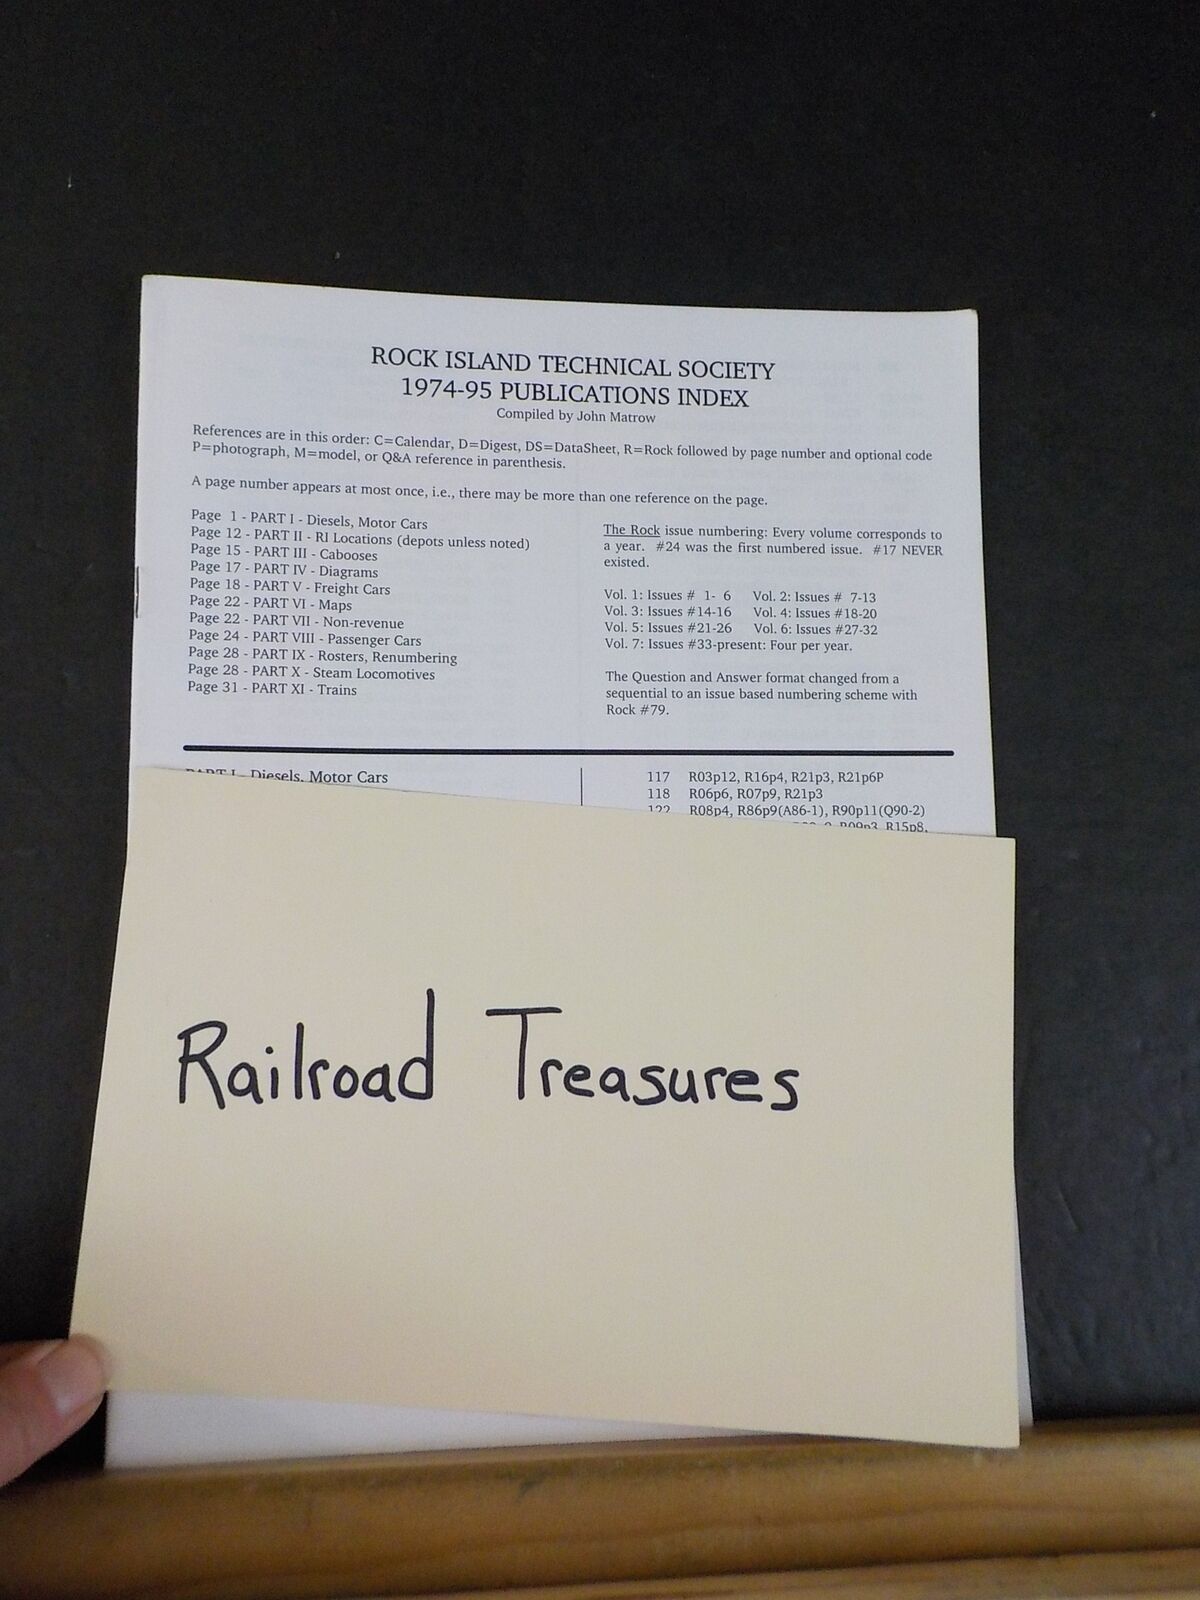 ROCK ISLAND TECHNICAL SOCIETY
1974-95 PUBLICATIONS INDEX
Compiled by John Matrow
References are in this order: C=Calendar, D=Digest, DS=DataSheet, R=Rock followed by page number and optional code
P=photograph, M=model, or Q&A reference in parenthesis.
A page number appears at most once, i.e., there may be more than one reference on the page.
Page 1 - PART I - Diesels, Motor Cars
Page 12 - PART II - RI Locations (depots unless noted)
Page 15 - PART III - Cabooses
Page 17 - PART IV - Diagrams
Page 18 - PART V - Freight Cars
Page 22 - PART VI - Maps
Page 22 - PART VII - Non-revenue
Page 24 - PART VIII - Passenger Cars
Page 28 - PART IX - Rosters, Renumbering
Page 28 - PART X - Steam Locomotives
Page 31 - PART XI - Trains
The Rock issue numbering: Every volume corresponds to
a year. #24 was the first numbered issue. #17 NEVER
existed.
Vol. 1: Issues # 1- 6 Vol. 2: Issues # 7-13
Vol. 3: Issues #14-16 Vol. 4: Issues #18-20
Vol. 5: Issues #21-26 Vol. 6: Issues #27-32
Vol. 7: Issues #33-present: Four per year.
The Question and Answer format changed from a
sequential to an issue based numbering scheme with
Rock #79.
PART I - Diesels, Motor Cars
117 R03p12, R16p4, R21p3, R21p6P
118 R06p6, R07p9, R21p3
122 R08p4, R86p9(A86-1), R90p11(Q90-2)
R09p3, R15p8,
Railroad Treasures